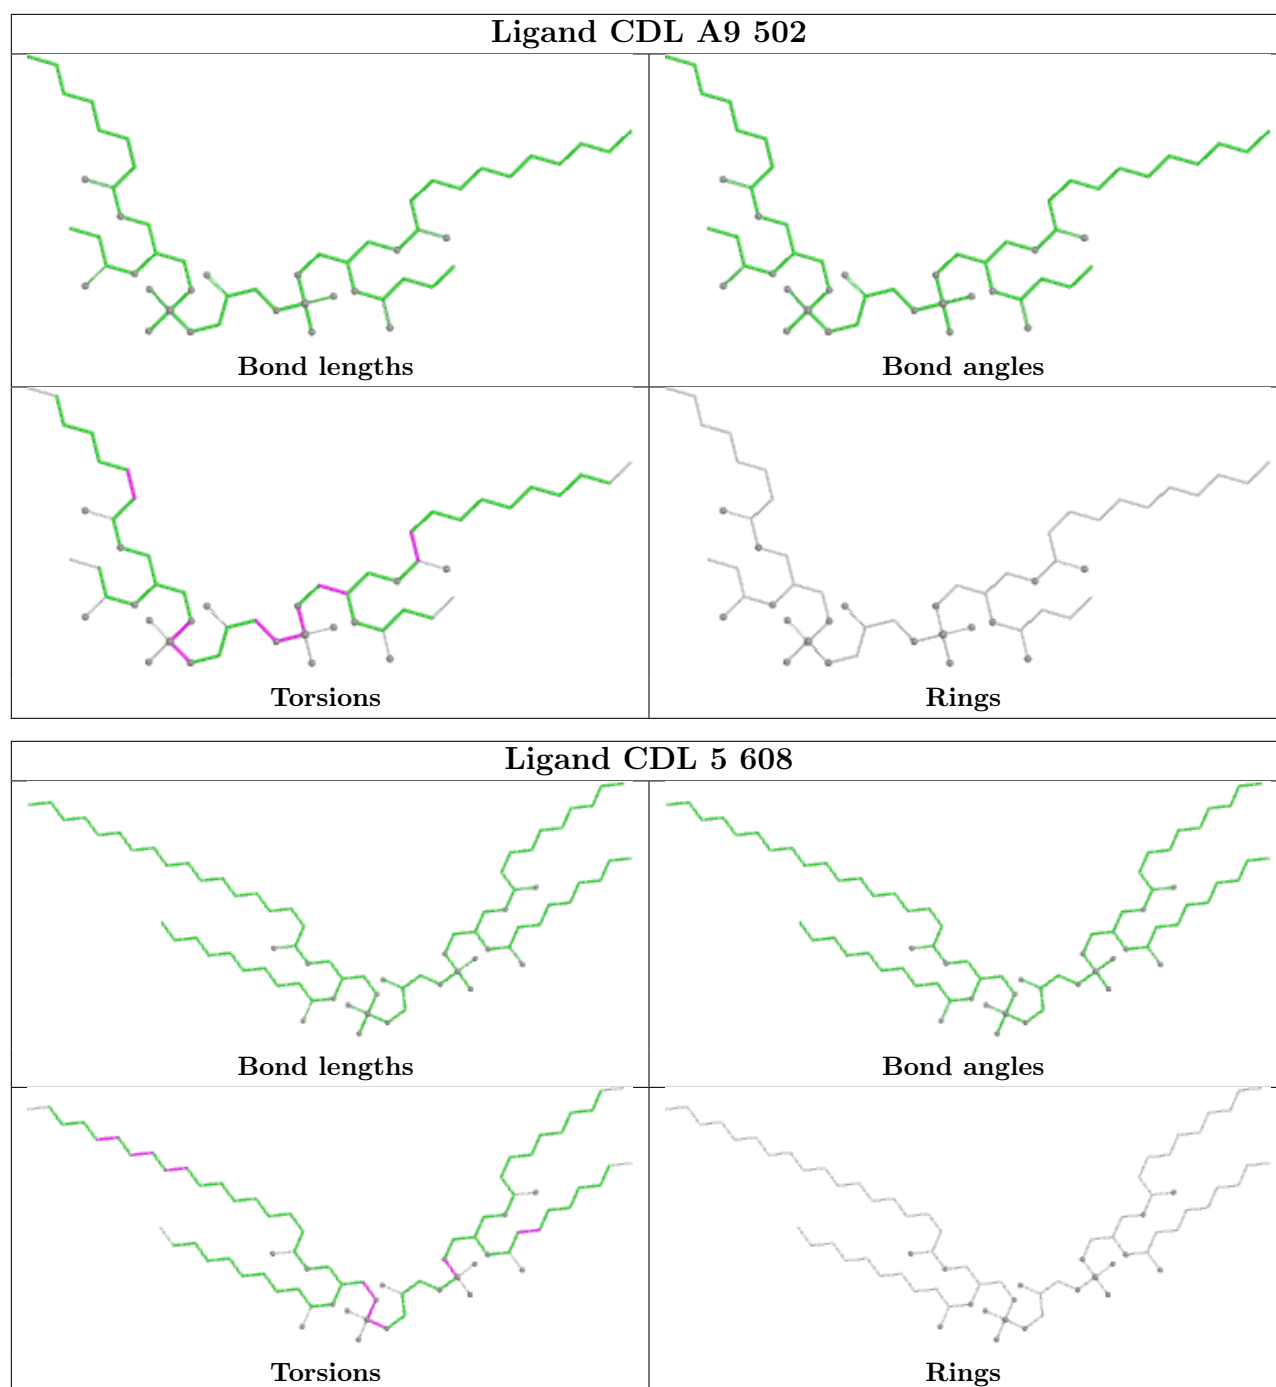 Ligand CDL A9 502
Bond lengths
Bond angles
Torsions
Rings
Ligand CDL 5 608
Bond lengths
Bond angles
Torsions
Rings